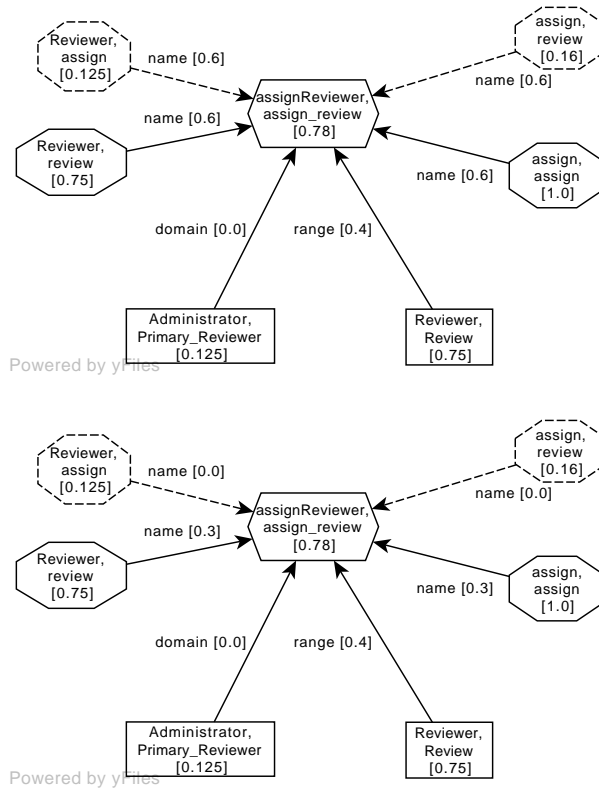 Reviewer,
assign
[0.125]
name [0.6]
assign,
review
[0.16]
name [0.6]
assignReviewer,
assign_review
[0.78]
name [0.6]
Reviewer,
review
[0.75]
assign,
assign
[1.0]
name [0.6]
domain [0.0]
range [0.4]
Administrator,
Primary_Reviewer
[0.125]
Reviewer,
Review
[0.75]
Powered by yFiles
Reviewer,
assign
[0.125]
name [0.0]
assign,
review
[0.16]
name [0.0]
assignReviewer,
assign_review
[0.78]
name [0.3]
Reviewer,
review
[0.75]
assign,
assign
[1.0]
name [0.3]
domain [0.0]
range [0.4]
Administrator,
Primary_Reviewer
[0.125]
Reviewer,
Review
[0.75]
Powered by yFiles